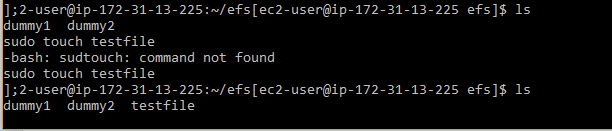 ];2-user@ip-172-31-13-225:~/efs[ec2-user@ip-172-31-13-225 efs]$ ls
dummy1  dummy2
sudo touch testfile
-bash: sudtouch: command not found
sudo touch testfile
];2-user@ip-172-31-13-225:~/efs[ec2-user@ip-172-31-13-225 efs]$ ls
dummy1  dummy2  testfile